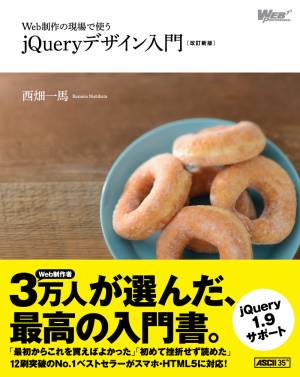 WEB
Web制作の現場で使う
jQueryデザイン入門[改訂新版]
西畑一馬 Kazuma Nishihata
Web制作者
3万人が選んだ、
最高の入門書。
「最初からこれを買えばよかった」「初めて挫折せず読めた」
12刷突破のNo.1ベストセラーがスマホ・HTML5に対応!
jQuery
1.9
サポート
ASCII 35th